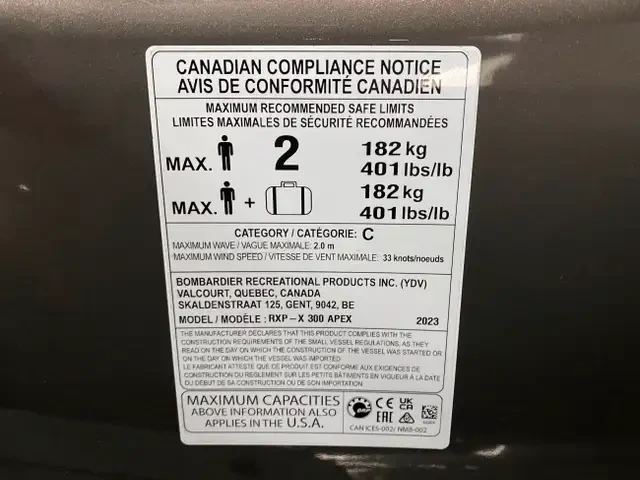 CANADIAN COMPLIANCE NOTICE
AVIS DE CONFORMITÉ CANADIEN
MAXIMUM RECOMMENDED SAFE LIMITS
LIMITES MAXIMALES DE SÉCURITÉ RECOMMANDÉES
MAX. 2 182 kg
401 lbs/lb
MAX. + 182 kg
401 lbs/lb
CATEGORY / CATÉGORIE: C
MAXIMUM WAVE / VAGUE MAXIMALE: 2.0 m
MAXIMUM WIND SPEED / VITESSE DE VENT MAXIMALE: 33 knots/noeuds
BOMBARDIER RECREATIONAL PRODUCTS INC. (YDV)
VALCOURT, QUEBEC, CANADA
SKALDENSTRAAT 125, GENT, 9042, BE
MODEL / MODÈLE : RXP-X 300 APEX 2023
THE MANUFACTURER DECLARES THAT THIS PRODUCT COMPLIES WITH THE
CONSTRUCTION REQUIREMENTS OF THE SMALL VESSEL REGULATIONS, AS THEY
READ ON THE DAY ON WHICH THE CONSTRUCTION OF THE VESSEL WAS STARTED OR
ON THE DAY ON WHICH THE VESSEL WAS IMPORTED.
LE FABRICANT ATTESTE QUE CE PRODUIT EST CONFORME AUX EXIGENCES DE
CONSTRUCTION DU RÈGLEMENT SUR LES PETITS BÂTIMENTS EN VIGUEUR À LA DATE
DU DÉBUT DE SA CONSTRUCTION OU DE SON IMPORTATION.
MAXIMUM CAPACITIES
ABOVE INFORMATION ALSO
APPLIES IN THE U.S.A.
brp CE UK CA
EAC
CAN ICES-002/ NMB-002